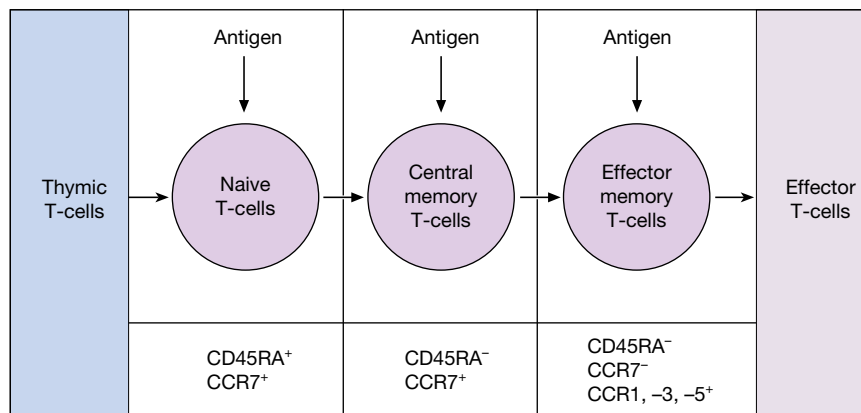 Antigen
Antigen
Antigen
Thymic
T-cells
Naive
T-cells
Central
memory
T-cells
Effector
memory
T-cells
Effector
T-cells
CD45RA⁺
CCR7⁺
CD45RA⁻
CCR7⁺
CD45RA⁻
CCR7⁻
CCR1, –3, –5⁺